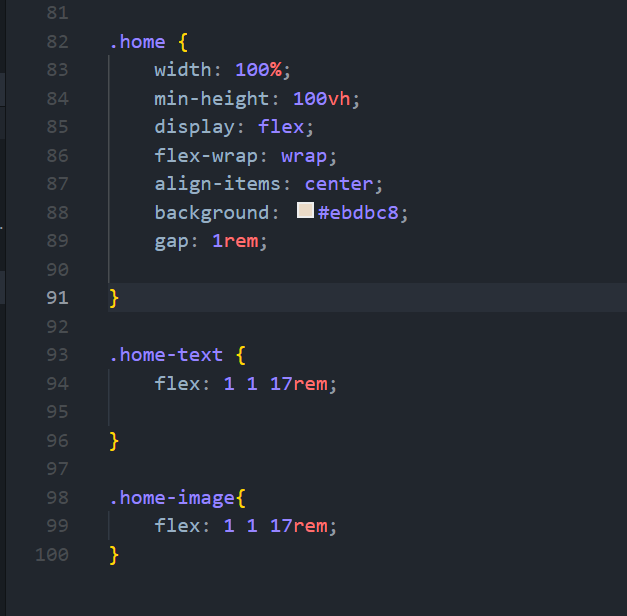 81
82 .home {
83 width: 100%;
84 min-height: 100vh;
85 display: flex;
86 flex-wrap: wrap;
87 align-items: center;
88 background: #ebdbc8;
89 gap: 1rem;
90
91 }
92
93 .home-text {
94 flex: 1 1 17rem;
95
96 }
97
98 .home-image{
99 flex: 1 1 17rem;
100 }